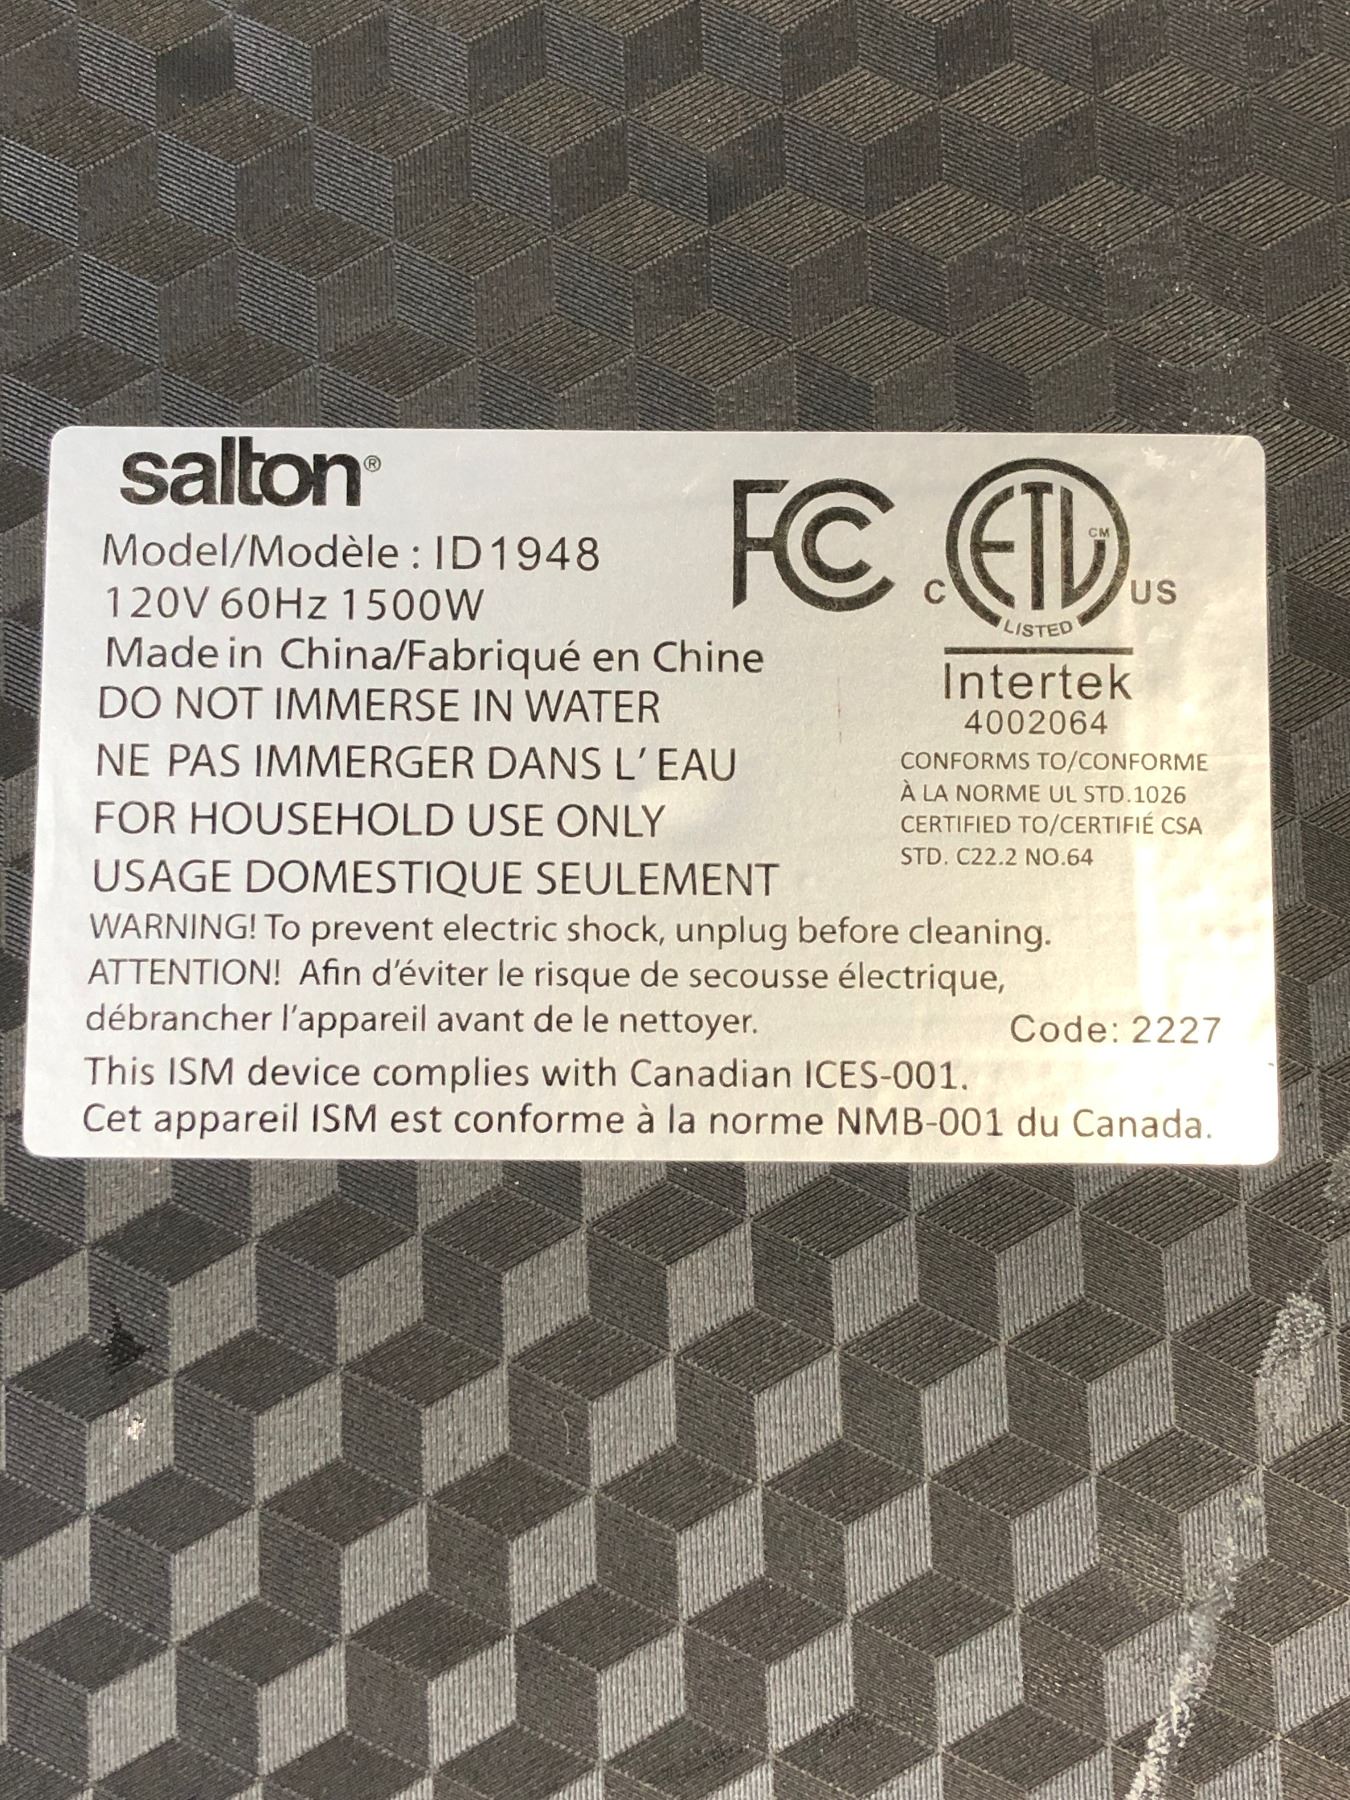 salton®
Model/Modèle : ID1948
120V 60Hz 1500W
Made in China/Fabriqué en Chine
DO NOT IMMERSE IN WATER
NE PAS IMMERGER DANS L' EAU
FOR HOUSEHOLD USE ONLY
USAGE DOMESTIQUE SEULEMENT
FC
C ETL CM US
LISTED
Intertek
4002064
CONFORMS TO/CONFORME
À LA NORME UL STD.1026
CERTIFIED TO/CERTIFIÉ CSA
STD. C22.2 NO.64
WARNING! To prevent electric shock, unplug before cleaning.
ATTENTION! Afin d'éviter le risque de secousse électrique,
débrancher l'appareil avant de le nettoyer.
Code: 2227
This ISM device complies with Canadian ICES-001.
Cet appareil ISM est conforme à la norme NMB-001 du Canada.